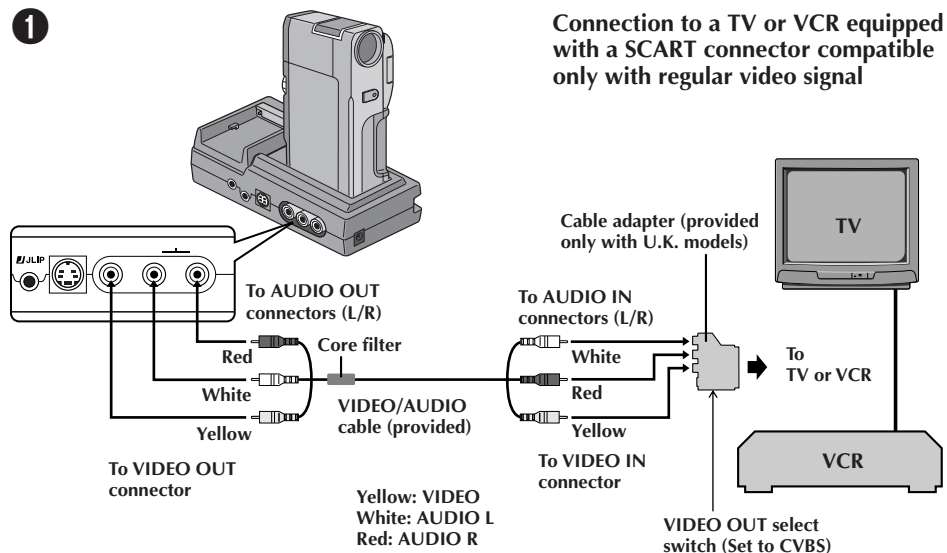 1
Connection to a TV or VCR equipped
with a SCART connector compatible
only with regular video signal
Cable adapter (provided
only with U.K. models)
TV
JLIP
To AUDIO OUT
connectors (L/R)
To AUDIO IN
connectors (L/R)
Red
Core filter
White
White
Red
To
TV or VCR
Yellow
VIDEO/AUDIO
cable (provided)
Yellow
To VIDEO OUT
connector
To VIDEO IN
connector
VCR
Yellow: VIDEO
White: AUDIO L
Red: AUDIO R
VIDEO OUT select
switch (Set to CVBS)